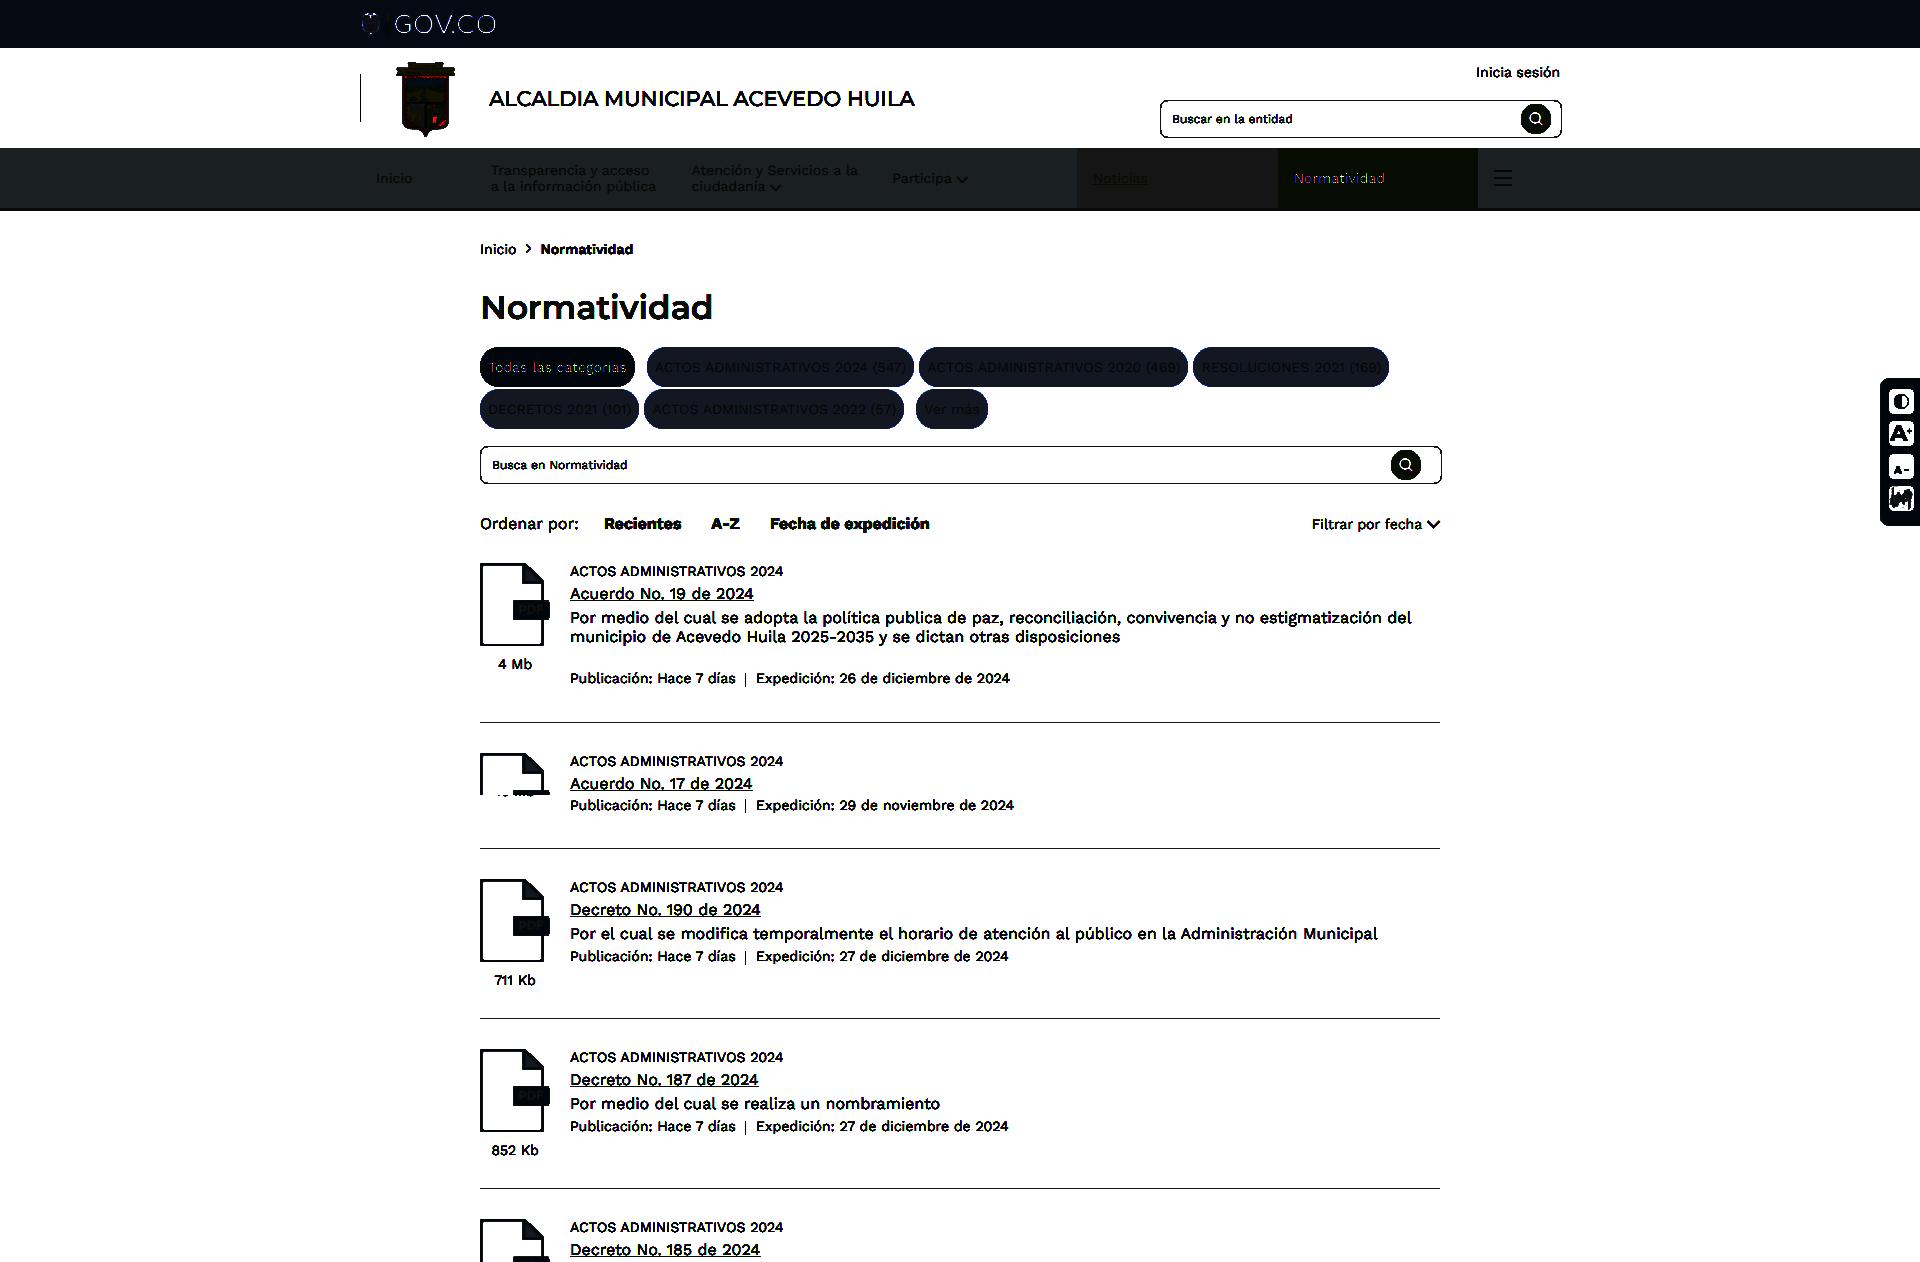 GOV.CO
ALCALDIA MUNICIPAL ACEVEDO HUILA
Inicia sesión
Buscar en la entidad
Inicio
Transparencia y acceso
a la información pública
Atención y Servicios a la
ciudadanía
Participa
Noticias
Normatividad
Inicio > Normatividad
Normatividad
Todas las categorías
ACTOS ADMINISTRATIVOS 2024 (547)
ACTOS ADMINISTRATIVOS 2020 (469)
RESOLUCIONES 2021 (169)
DECRETOS 2021 (101)
ACTOS ADMINISTRATIVOS 2022 (57)
Ver más
Busca en Normatividad
A+
A-
Ordenar por: Recientes A-Z Fecha de expedición
Filtrar por fecha
ACTOS ADMINISTRATIVOS 2024
Acuerdo No. 19 de 2024
PDF
Por medio del cual se adopta la política publica de paz, reconciliación, convivencia y no estigmatización del
municipio de Acevedo Huila 2025-2035 y se dictan otras disposiciones
4 Mb
Publicación: Hace 7 días | Expedición: 26 de diciembre de 2024
ACTOS ADMINISTRATIVOS 2024
Acuerdo No. 17 de 2024
Publicación: Hace 7 días | Expedición: 29 de noviembre de 2024
ACTOS ADMINISTRATIVOS 2024
Decreto No. 190 de 2024
PDF
Por el cual se modifica temporalmente el horario de atención al público en la Administración Municipal
Publicación: Hace 7 días | Expedición: 27 de diciembre de 2024
711 Kb
ACTOS ADMINISTRATIVOS 2024
Decreto No. 187 de 2024
PDF
Por medio del cual se realiza un nombramiento
Publicación: Hace 7 días | Expedición: 27 de diciembre de 2024
852 Kb
ACTOS ADMINISTRATIVOS 2024
Decreto No. 185 de 2024